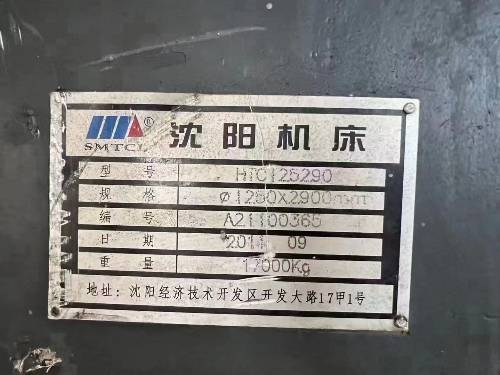 SMTCL ® 沈阳机床
型号 HTC125290
规格 φ1250X2900mm
编号 A21100365
日期 2011 09
重量 17000Kg
地址: 沈阳经济技术开发区开发大路17甲1号